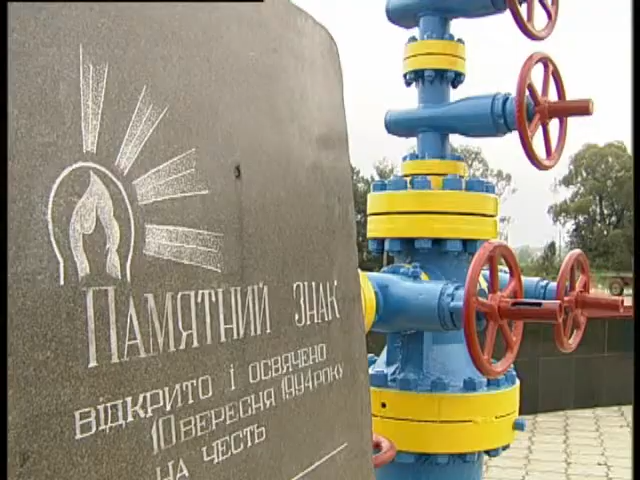 ПАМЯТНИЙ ЗНАК
ВІДКРИТО І ОСВЯЧЕНО
10 ВЕРЕСНЯ 1994 РОКУ
НА ЧЕСТЬ